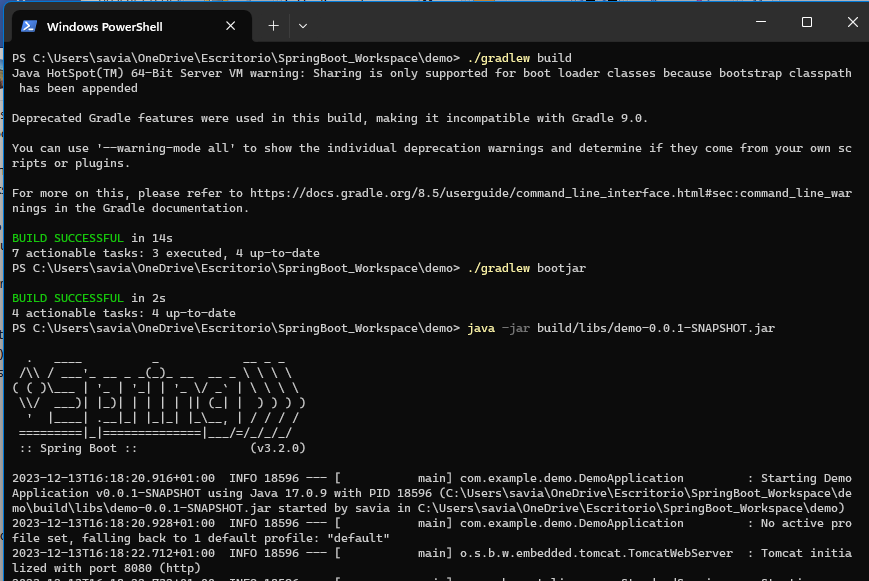 Windows PowerShell
PS C:\Users\savia\OneDrive\Escritorio\SpringBoot_Workspace\demo> ./gradlew build
Java HotSpot(TM) 64-Bit Server VM warning: Sharing is only supported for boot loader classes because bootstrap classpath
 has been appended

Deprecated Gradle features were used in this build, making it incompatible with Gradle 9.0.

You can use '--warning-mode all' to show the individual deprecation warnings and determine if they come from your own sc
ripts or plugins.

For more on this, please refer to https://docs.gradle.org/8.5/userguide/command_line_interface.html#sec:command_line_war
nings in the Gradle documentation.

BUILD SUCCESSFUL in 14s
7 actionable tasks: 3 executed, 4 up-to-date
PS C:\Users\savia\OneDrive\Escritorio\SpringBoot_Workspace\demo> ./gradlew bootjar

BUILD SUCCESSFUL in 2s
4 actionable tasks: 4 up-to-date
PS C:\Users\savia\OneDrive\Escritorio\SpringBoot_Workspace\demo> java -jar build/libs/demo-0.0.1-SNAPSHOT.jar

  .   ____          _            __ _ _
 /\\ / ___'_ __ _ _(_)_ __  __ _ \ \ \ \
( ( )\___ | '_ | '_| | '_ \/ _` | \ \ \ \
 \\/  ___)| |_)| | | | | || (_| |  ) ) ) )
  '  |____| .__|_| |_|_| |_\__, | / / / /
 =========|_|==============|___/=/_/_/_/
 :: Spring Boot ::                (v3.2.0)

2023-12-13T16:18:20.916+01:00  INFO 18596 --- [           main] com.example.demo.DemoApplication         : Starting Demo
Application v0.0.1-SNAPSHOT using Java 17.0.9 with PID 18596 (C:\Users\savia\OneDrive\Escritorio\SpringBoot_Workspace\de
mo\build\libs\demo-0.0.1-SNAPSHOT.jar started by savia in C:\Users\savia\OneDrive\Escritorio\SpringBoot_Workspace\demo)
2023-12-13T16:18:20.928+01:00  INFO 18596 --- [           main] com.example.demo.DemoApplication         : No active pro
file set, falling back to 1 default profile: "default"
2023-12-13T16:18:22.712+01:00  INFO 18596 --- [           main] o.s.b.w.embedded.tomcat.TomcatWebServer  : Tomcat initia
lized with port 8080 (http)